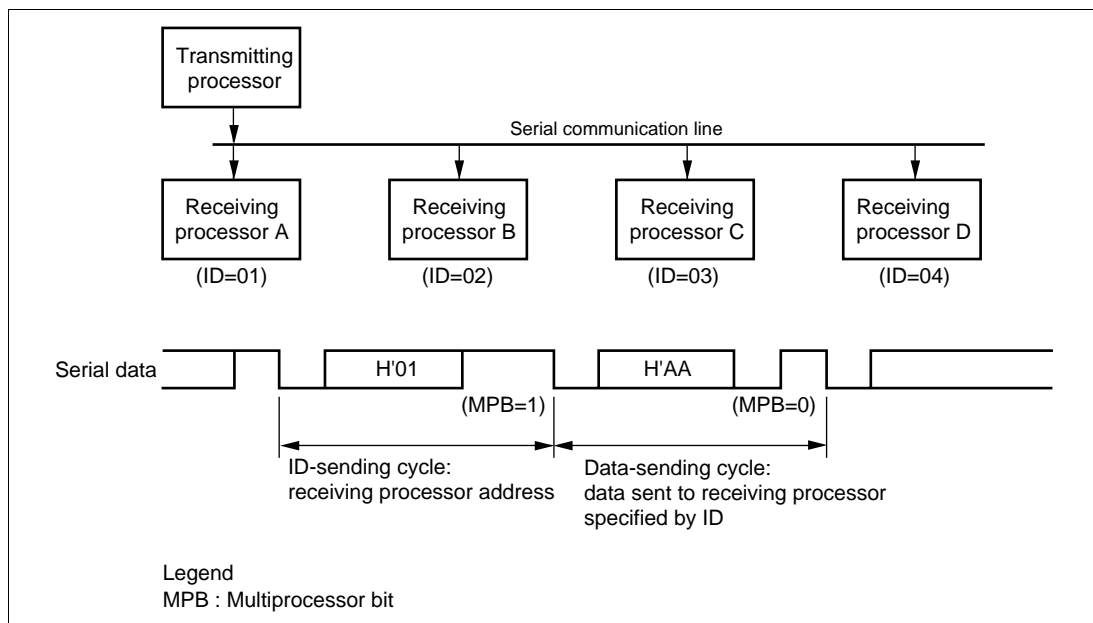 Transmitting
processor
Serial communication line
Receiving
processor A
Receiving
processor B
Receiving
processor C
Receiving
processor D
(ID=01)
(ID=02)
(ID=03)
(ID=04)
Serial data
H'01
H'AA
(MPB=1)
(MPB=0)
ID-sending cycle:
receiving processor address
Data-sending cycle:
data sent to receiving processor
specified by ID
Legend
MPB : Multiprocessor bit